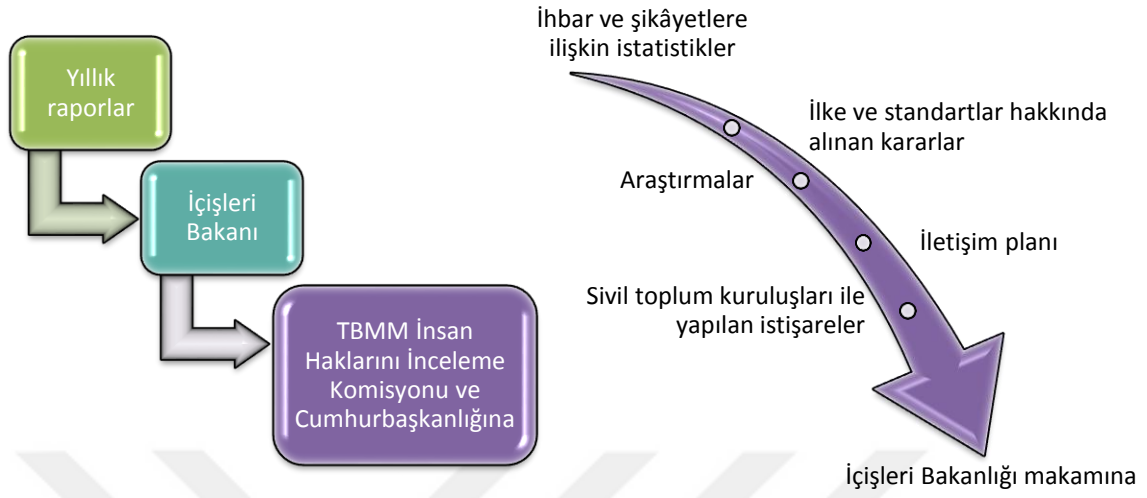 Yıllık
raporlar
İçişleri
Bakanı
TBMM İnsan
Haklarını İnceleme
Komisyonu ve
Cumhurbaşkanlığına
İhbar ve şikâyetlere
ilişkin istatistikler
İlke ve standartlar hakkında
alınan kararlar
Araştırmalar
İletişim planı
Sivil toplum kuruluşları ile
yapılan istişareler
İçişleri Bakanlığı makamına